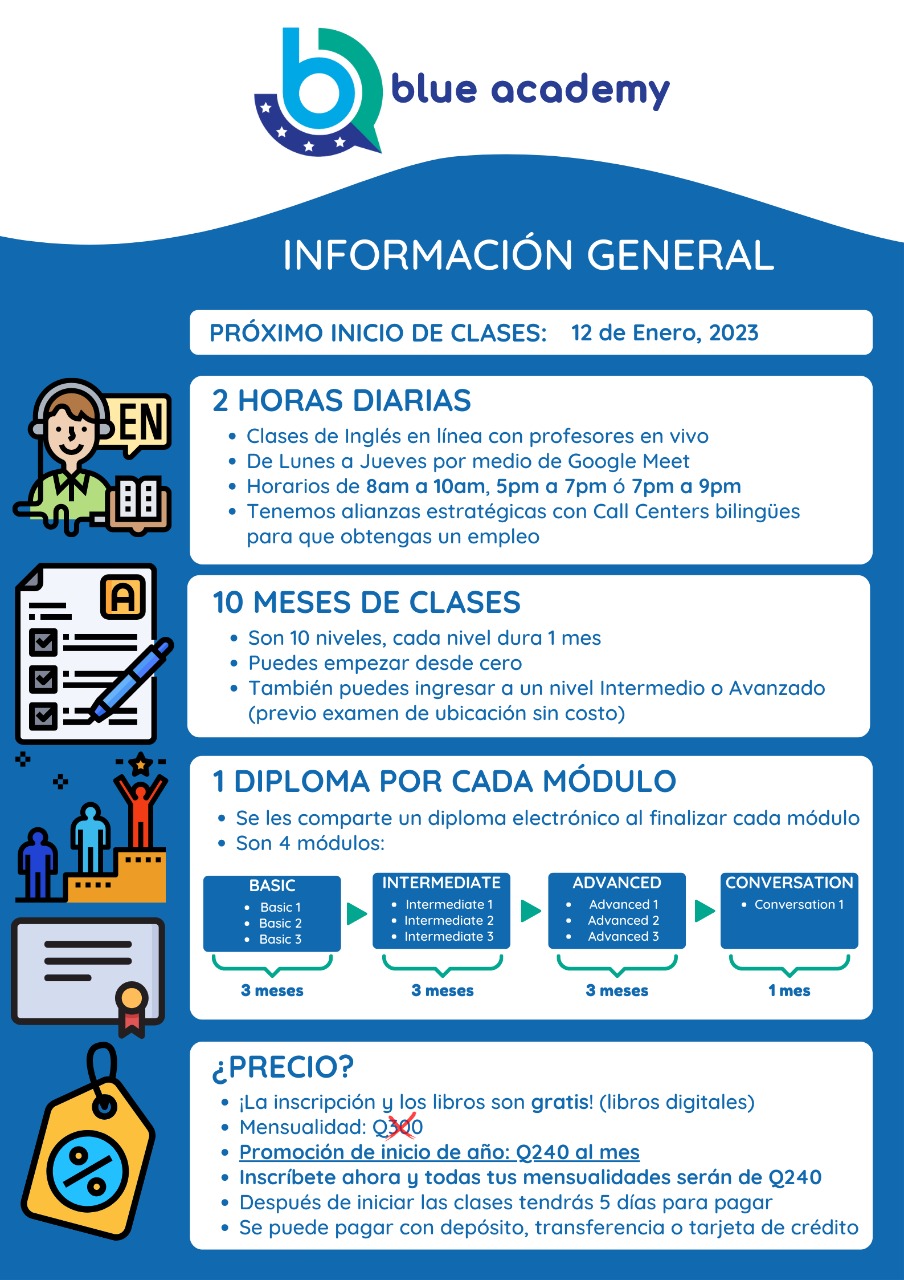 blue academy
INFORMACIÓN GENERAL
PRÓXIMO INICIO DE CLASES: 12 de Enero, 2023
EN
2 HORAS DIARIAS
• Clases de Inglés en línea con profesores en vivo
• De Lunes a Jueves por medio de Google Meet
• Horarios de 8am a 10am, 5pm a 7pm ó 7pm a 9pm
• Tenemos alianzas estratégicas con Call Centers bilingües
para que obtengas un empleo
A
10 MESES DE CLASES
• Son 10 niveles, cada nivel dura 1 mes
• Puedes empezar desde cero
• También puedes ingresar a un nivel Intermedio o Avanzado
(previo examen de ubicación sin costo)
1 DIPLOMA POR CADA MÓDULO
• Se les comparte un diploma electrónico al finalizar cada módulo
• Son 4 módulos:
BASIC
• Basic 1
• Basic 2
• Basic 3
3 meses
INTERMEDIATE
• Intermediate 1
• Intermediate 2
• Intermediate 3
3 meses
ADVANCED
• Advanced 1
• Advanced 2
• Advanced 3
3 meses
CONVERSATION
• Conversation 1
1 mes
¿PRECIO?
• ¡La inscripción y los libros son gratis! (libros digitales)
• Mensualidad: Q300
• Promoción de inicio de año: Q240 al mes
• Inscríbete ahora y todas tus mensualidades serán de Q240
• Después de iniciar las clases tendrás 5 días para pagar
• Se puede pagar con depósito, transferencia o tarjeta de crédito